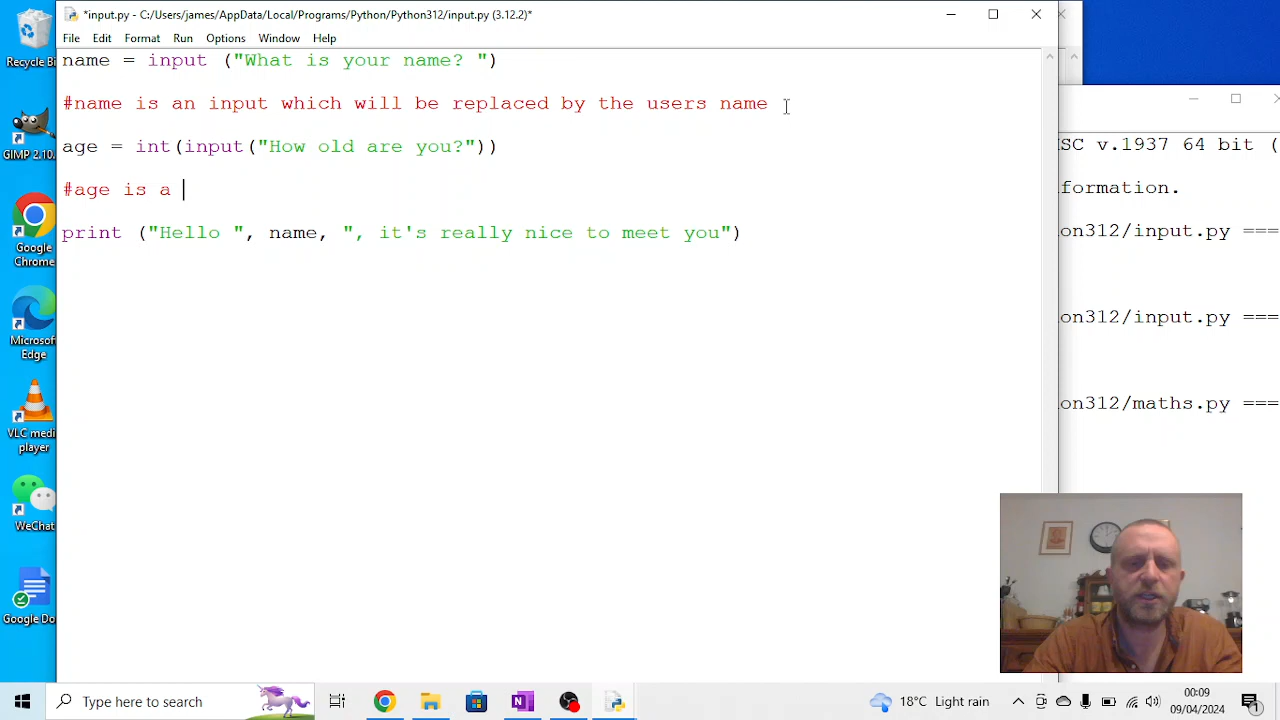 *input.py - C:/Users/james/AppData/Local/Programs/Python/Python312/input.py (3.12.2)*
File Edit Format Run Options Window Help
name = input ("What is your name? ")
#name is an input which will be replaced by the users name
age = int(input("How old are you?"))
#age is a
print ("Hello ", name, ", it's really nice to meet you")
SC v.1937 64 bit (
formation.
on312/input.py ===
on312/input.py ===
on312/maths.py ===
Recycle Bi
GIMP 2.10.
Google
Chrome
Microsof
Edge
VLC medi
player
WeChat
Google Do
Type here to search
18°C Light rain
00:09
09/04/2024
1